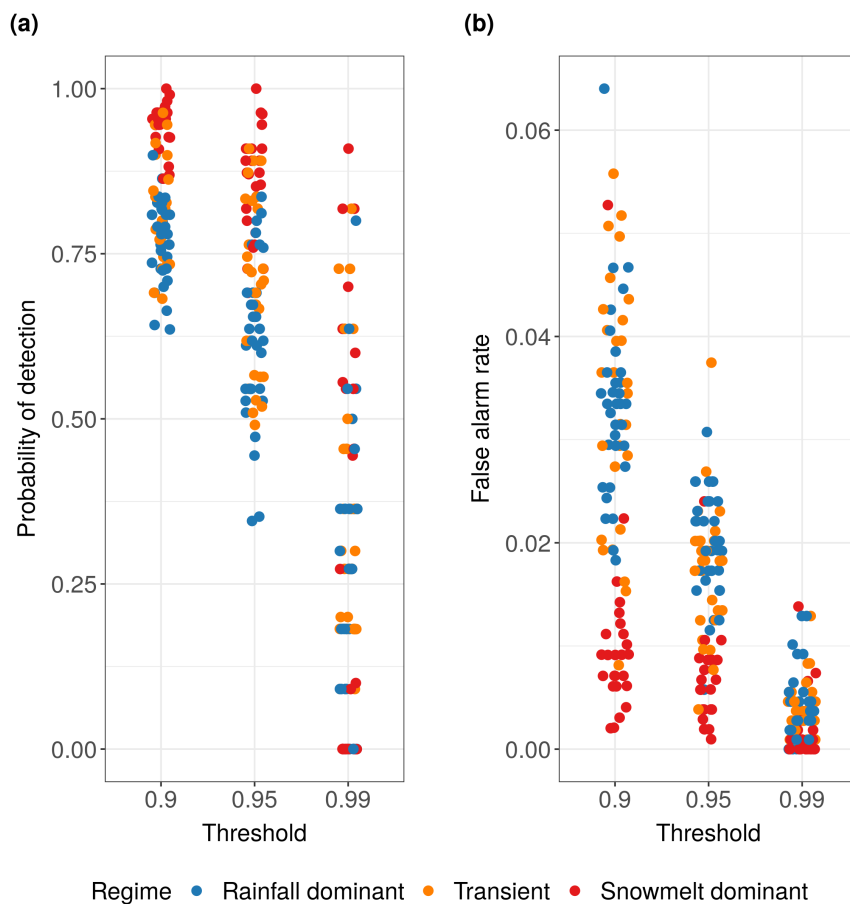 (a)
(b)
Probability of detection
1.00
0.75
0.50
0.25
0.00
0.9 0.95 0.99
Threshold
False alarm rate
0.06
0.04
0.02
0.00
0.9 0.95 0.99
Threshold
Regime Rainfall dominant Transient Snowmelt dominant